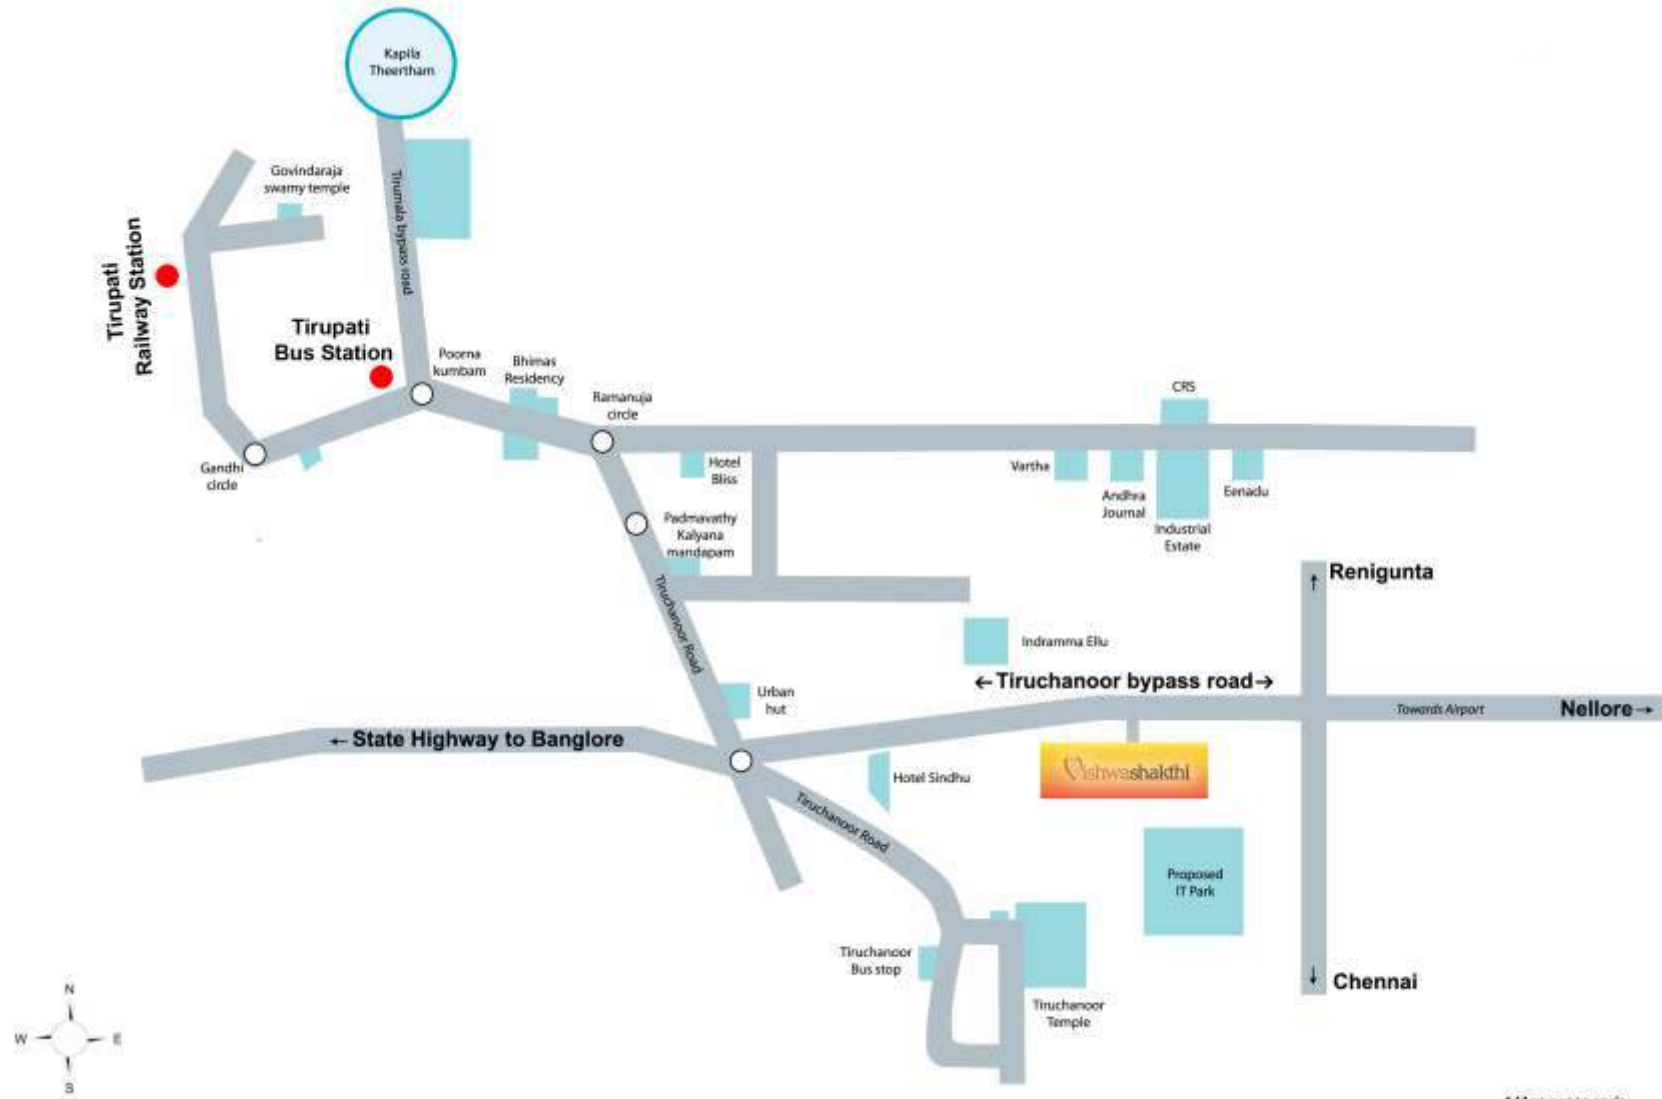 Kapila
Theertham
Govindaraja
swamy temple
Tirumala bypass road
Tirupati
Railway Station
Tirupati
Bus Station
Poorna
kumbam
Bhimas
Residency
Ramanuja
circle
CRS
Gandhi
circle
Hotel
Bliss
Vartha
Andhra
Journal
Industrial
Estate
Eenadu
Padmavathy
Kalyana
mandapam
Tiruchanoor Road
Renigunta
Indramma Ellu
←Tiruchanoor bypass road→
Urban
hut
Towards Airport
Nellore→
← State Highway to Banglore
Hotel Sindhu
Vishwashakthi
Tiruchanoor Road
Proposed
IT Park
Tiruchanoor
Bus stop
Chennai
Tiruchanoor
Temple
N
W E
S